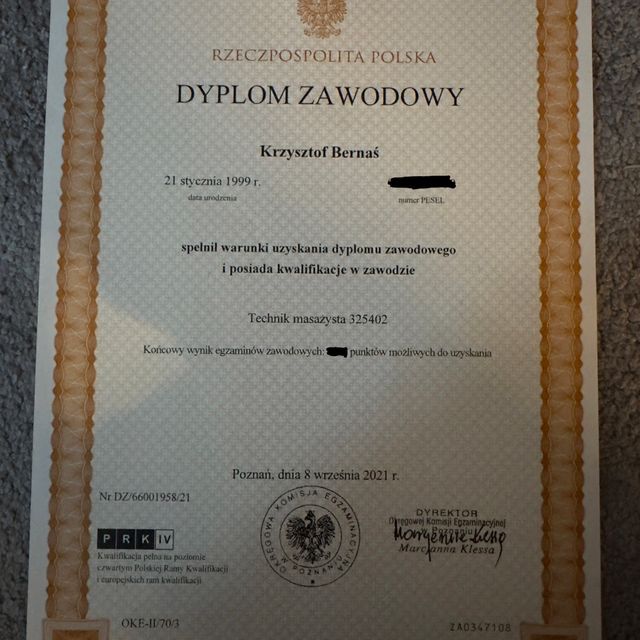 RZECZPOSPOLITA POLSKA
DYPLOM ZAWODOWY
Krzysztof Bernaś
21 stycznia 1999 r.
data urodzenia
numer PESEL
spełnił warunki uzyskania dyplomu zawodowego
i posiada kwalifikacje w zawodzie
Technik masażysta 325402
Końcowy wynik egzaminów zawodowych: punktów możliwych do uzyskania
Poznań, dnia 8 września 2021 r.
Nr DZ/66001958/21
OKRĘGOWA KOMISJA EGZAMINACYJNA
W POZNANIU
DYREKTOR
Okręgowej Komisji Egzaminacyjnej
Marcjanna Klessa
PRK IV
Kwalifikacja pełna na poziomie
czwartym Polskiej Ramy Kwalifikacji
i europejskich ram kwalifikacji
OKE-II/70/3
ZA0347108